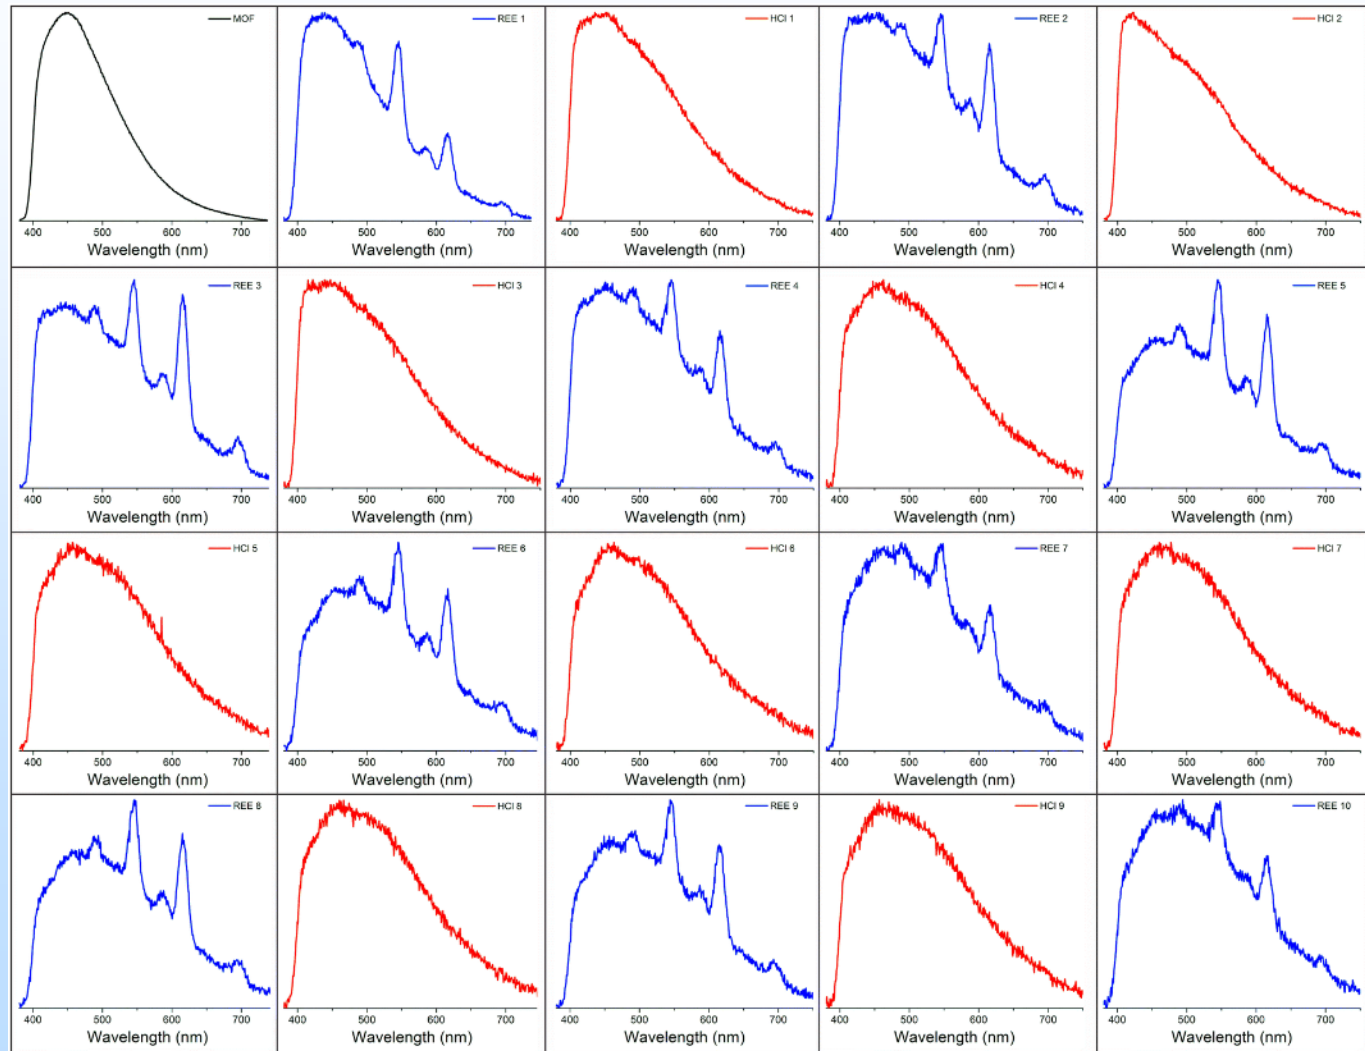 MOF
400 500 600 700
Wavelength (nm)
REE 1
400 500 600 700
Wavelength (nm)
HCl 1
400 500 600 700
Wavelength (nm)
REE 2
400 500 600 700
Wavelength (nm)
HCl 2
400 500 600 700
Wavelength (nm)
REE 3
400 500 600 700
Wavelength (nm)
HCl 3
400 500 600 700
Wavelength (nm)
REE 4
400 500 600 700
Wavelength (nm)
HCl 4
400 500 600 700
Wavelength (nm)
REE 5
400 500 600 700
Wavelength (nm)
HCl 5
400 500 600 700
Wavelength (nm)
REE 6
400 500 600 700
Wavelength (nm)
HCl 6
400 500 600 700
Wavelength (nm)
REE 7
400 500 600 700
Wavelength (nm)
HCl 7
400 500 600 700
Wavelength (nm)
REE 8
400 500 600 700
Wavelength (nm)
HCl 8
400 500 600 700
Wavelength (nm)
REE 9
400 500 600 700
Wavelength (nm)
HCl 9
400 500 600 700
Wavelength (nm)
REE 10
400 500 600 700
Wavelength (nm)